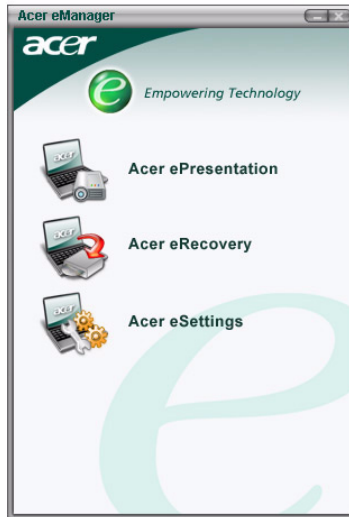 Acer eManager
acer
e Empowering Technology
Acer ePresentation
Acer eRecovery
Acer eSettings
e